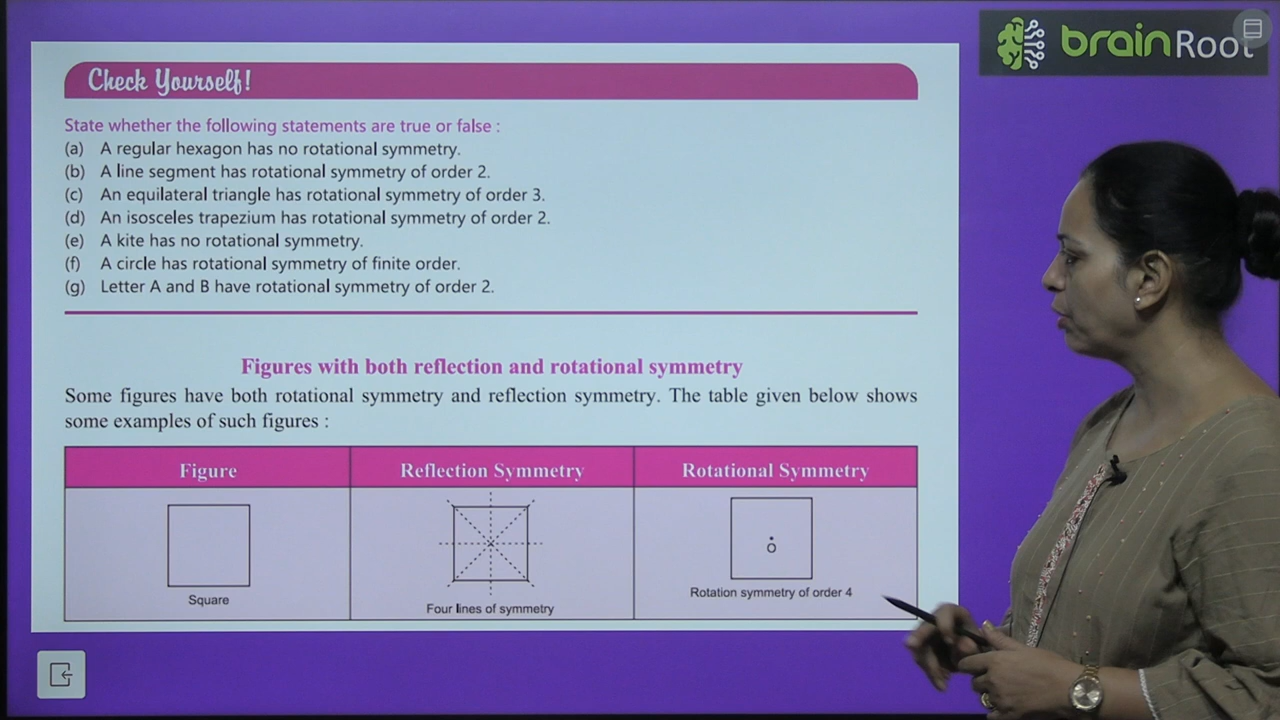 brainRoot
Check Yourself!
State whether the following statements are true or false :
(a) A regular hexagon has no rotational symmetry.
(b) A line segment has rotational symmetry of order 2.
(c) An equilateral triangle has rotational symmetry of order 3.
(d) An isosceles trapezium has rotational symmetry of order 2.
(e) A kite has no rotational symmetry.
(f) A circle has rotational symmetry of finite order.
(g) Letter A and B have rotational symmetry of order 2.
Figures with both reflection and rotational symmetry
Some figures have both rotational symmetry and reflection symmetry. The table given below shows
some examples of such figures :
Figure Reflection Symmetry Rotational Symmetry
O
Square Four lines of symmetry Rotation symmetry of order 4